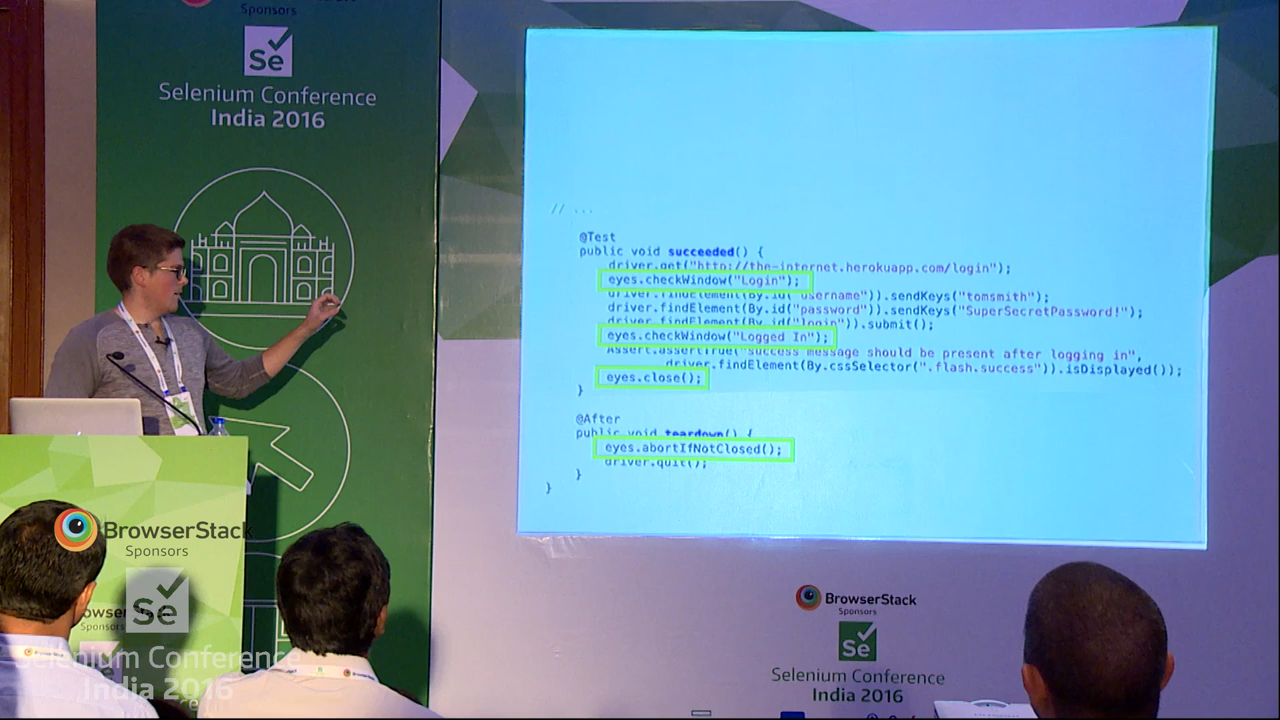 Sponsors
Se
Selenium Conference
India 2016
// ...
@Test
public void succeeded() {
driver.get("http://the-internet.herokuapp.com/login");
eyes.checkWindow("Login");
driver.findElement(By.id("username")).sendKeys("tomsmith");
driver.findElement(By.id("password")).sendKeys("SuperSecretPassword!");
driver.findElement(By.id("login")).submit();
eyes.checkWindow("Logged In");
Assert.assertTrue("success message should be present after logging in",
driver.findElement(By.cssSelector(".flash.success")).isDisplayed());
eyes.close();
}
@After
public void teardown() {
eyes.abortIfNotClosed();
driver.quit();
}
}
BrowserStack
Sponsors
Se
Selenium Conference
India 2016
Sponsors
BrowserStack
Sponsors
Se
Selenium Conference
India 2016